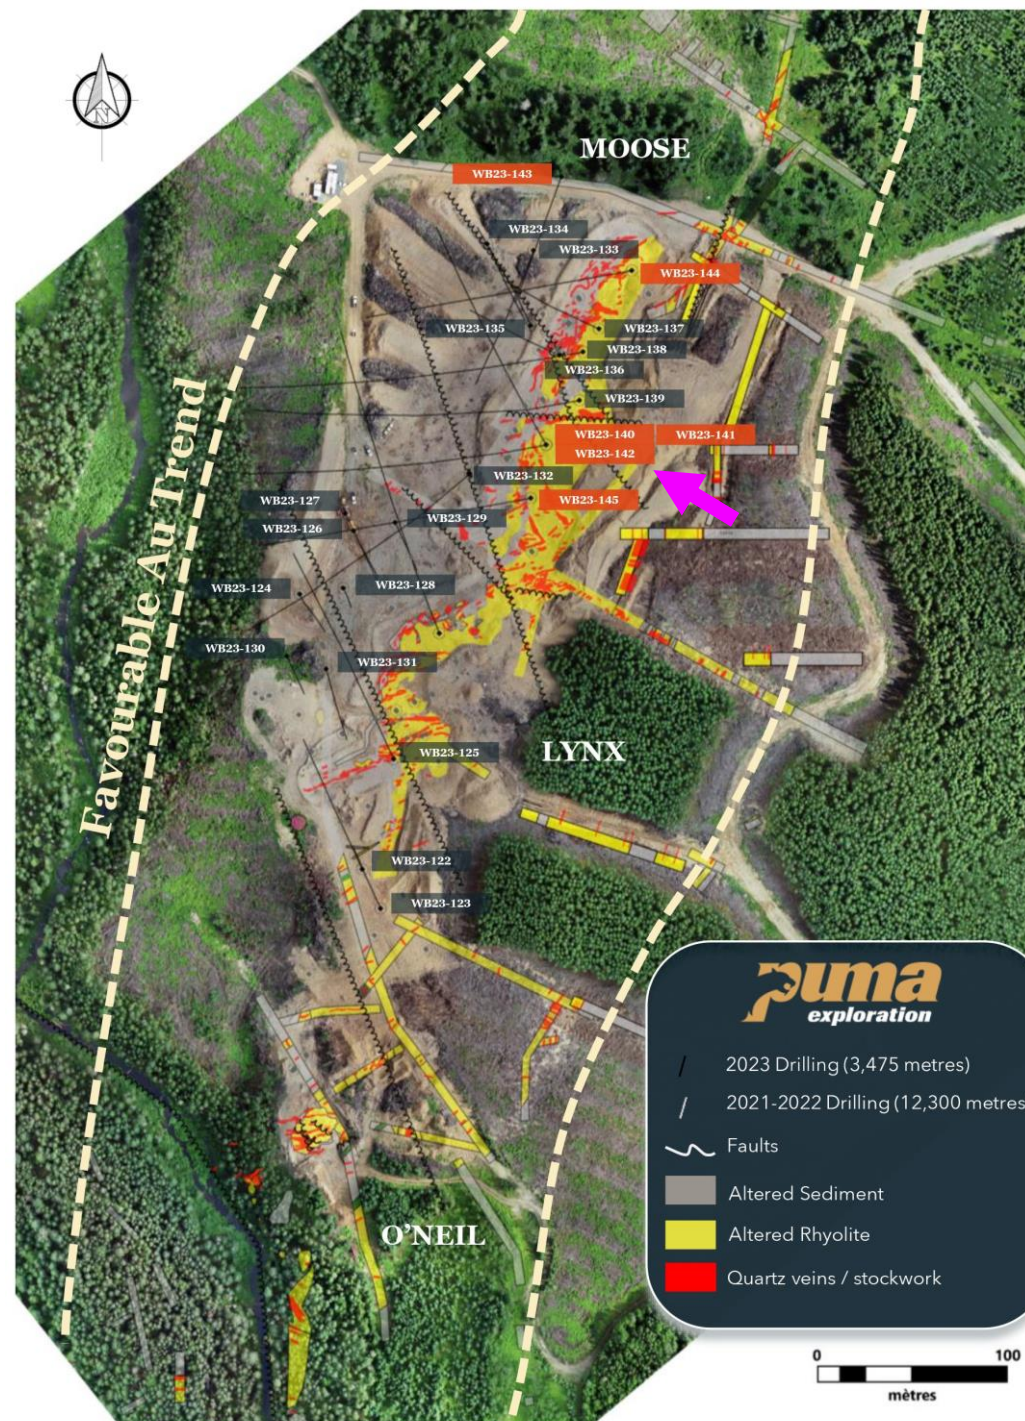 MOOSE
WB23-143
WB23-134
WB23-133
WB23-144
WB23-135
WB23-137
WB23-138
WB23-136
WB23-139
WB23-140
WB23-141
WB23-142
WB23-132
WB23-127
WB23-145
WB23-129
WB23-126
WB23-128
WB23-124
WB23-130
WB23-131
Favourable Au Trend
LYNX
WB23-125
WB23-122
WB23-123
O'NEIL
puma
exploration
2023 Drilling (3,475 metres)
2021-2022 Drilling (12,300 metres
Faults
Altered Sediment
Altered Rhyolite
Quartz veins / stockwork
0 100
mètres